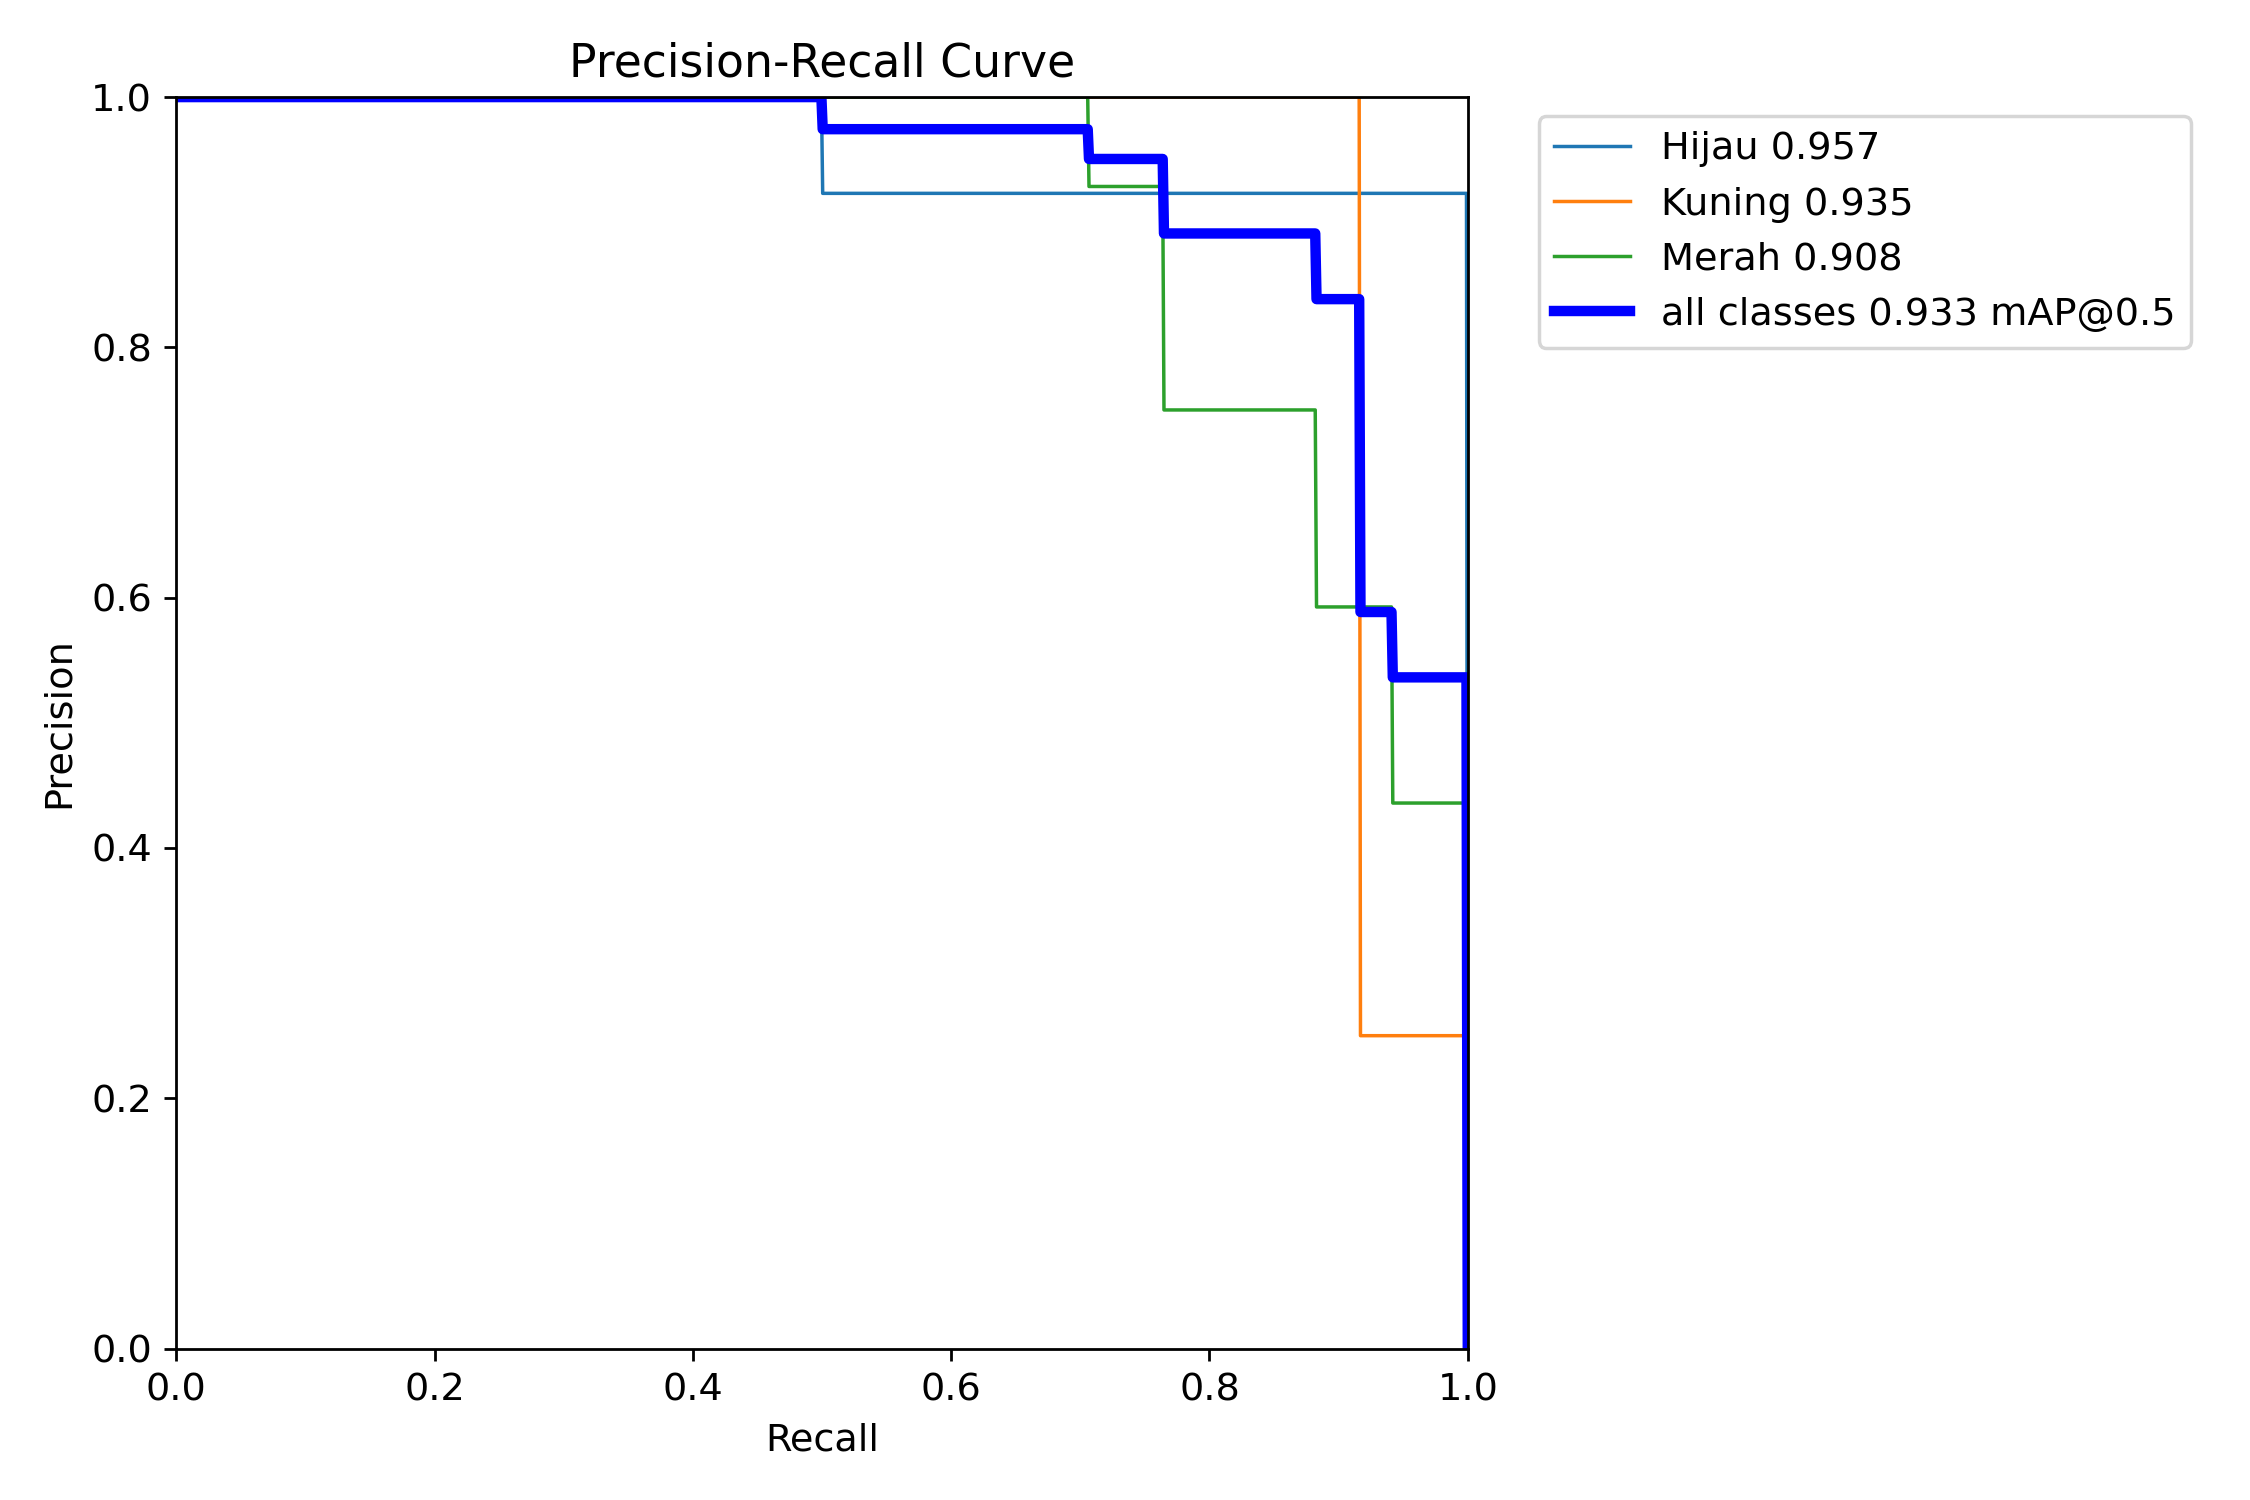 Precision-Recall Curve
1.0
0.8
0.6
0.4
0.2
0.0
Precision
0.0 0.2 0.4 0.6 0.8 1.0
Recall
Hijau 0.957
Kuning 0.935
Merah 0.908
all classes 0.933 mAP@0.5